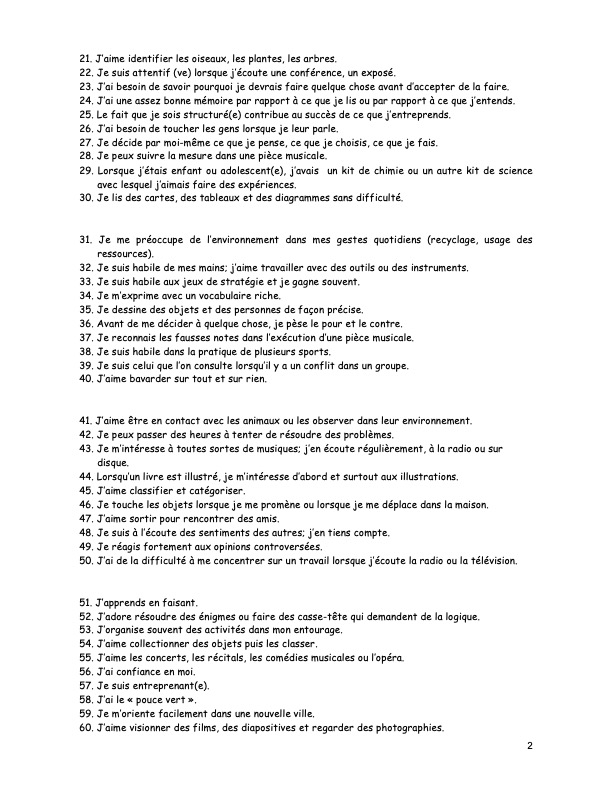 21. J'aime identifier les oiseaux, les plantes, les arbres.
22. Je suis attentif (ve) lorsque j'écoute une conférence, un exposé.
23. J'ai besoin de savoir pourquoi je devrais faire quelque chose avant d'accepter de la faire.
24. J'ai une assez bonne mémoire par rapport à ce que je lis ou par rapport à ce que j'entends.
25. Le fait que je sois structuré(e) contribue au succès de ce que j'entreprends.
26. J'ai besoin de toucher les gens lorsque je leur parle.
27. Je décide par moi-même ce que je pense, ce que je choisis, ce que je fais.
28. Je peux suivre la mesure dans une pièce musicale.
29. Lorsque j'étais enfant ou adolescent(e), j'avais un kit de chimie ou un autre kit de science
avec lesquel j'aimais faire des expériences.
30. Je lis des cartes, des tableaux et des diagrammes sans difficulté.
31. Je me préoccupe de l'environnement dans mes gestes quotidiens (recyclage, usage des
ressources).
32. Je suis habile de mes mains; j'aime travailler avec des outils ou des instruments.
33. Je suis habile aux jeux de stratégie et je gagne souvent.
34. Je m'exprime avec un vocabulaire riche.
35. Je dessine des objets et des personnes de façon précise.
36. Avant de me décider à quelque chose, je pèse le pour et le contre.
37. Je reconnais les fausses notes dans l'exécution d'une pièce musicale.
38. Je suis habile dans la pratique de plusieurs sports.
39. Je suis celui que l'on consulte lorsqu'il y a un conflit dans un groupe.
40. J'aime bavarder sur tout et sur rien.
41. J'aime être en contact avec les animaux ou les observer dans leur environnement.
42. Je peux passer des heures à tenter de résoudre des problèmes.
43. Je m'intéresse à toutes sortes de musiques; j'en écoute régulièrement, à la radio ou sur
disque.
44. Lorsqu'un livre est illustré, je m'intéresse d'abord et surtout aux illustrations.
45. J'aime classifier et catégoriser.
46. Je touche les objets lorsque je me promène ou lorsque je me déplace dans la maison.
47. J'aime sortir pour rencontrer des amis.
48. Je suis à l'écoute des sentiments des autres; j'en tiens compte.
49. Je réagis fortement aux opinions controversées.
50. J'ai de la difficulté à me concentrer sur un travail lorsque j'écoute la radio ou la télévision.
51. J'apprends en faisant.
52. J'adore résoudre des énigmes ou faire des casse-tête qui demandent de la logique.
53. J'organise souvent des activités dans mon entourage.
54. J'aime collectionner des objets puis les classer.
55. J'aime les concerts, les récitals, les comédies musicales ou l'opéra.
56. J'ai confiance en moi.
57. Je suis entreprenant(e).
58. J'ai le « pouce vert ».
59. Je m'oriente facilement dans une nouvelle ville.
60. J'aime visionner des films, des diapositives et regarder des photographies.
2